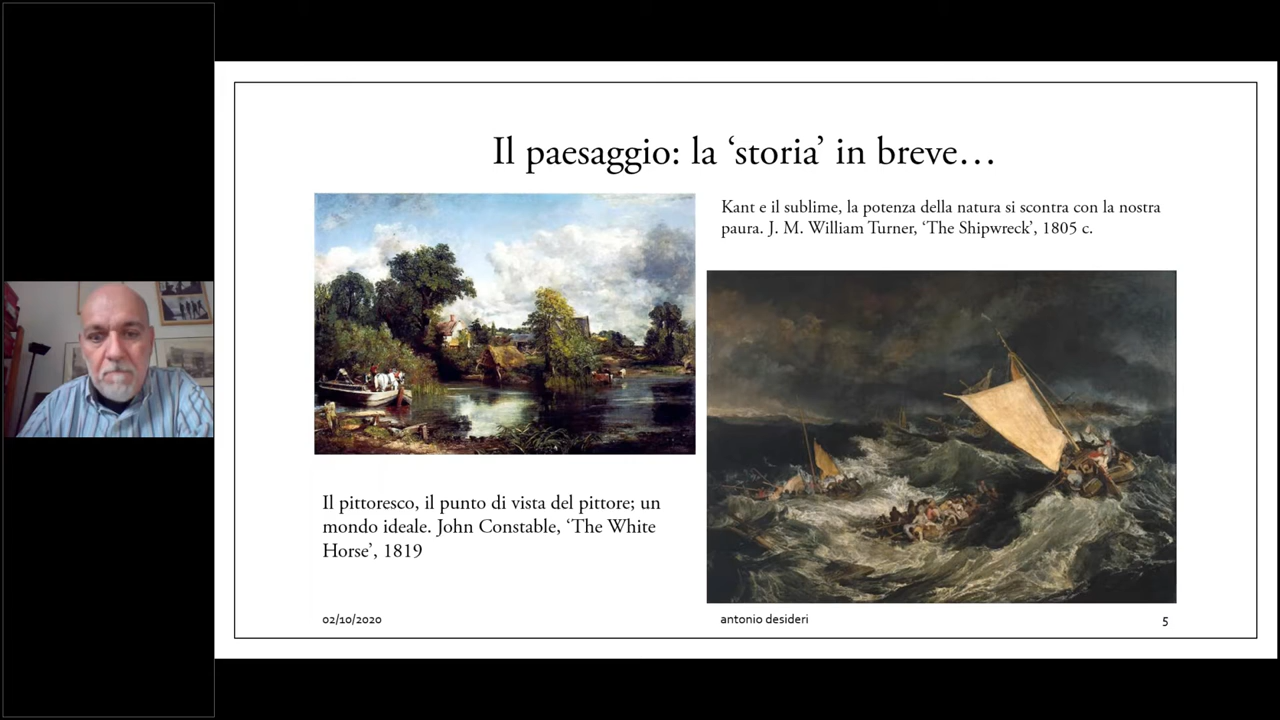 Il paesaggio: la ‘storia’ in breve…
Kant e il sublime, la potenza della natura si scontra con la nostra
paura. J. M. William Turner, ‘The Shipwreck’, 1805 c.
Il pittoresco, il punto di vista del pittore; un
mondo ideale. John Constable, ‘The White
Horse’, 1819
02/10/2020
antonio desideri
5